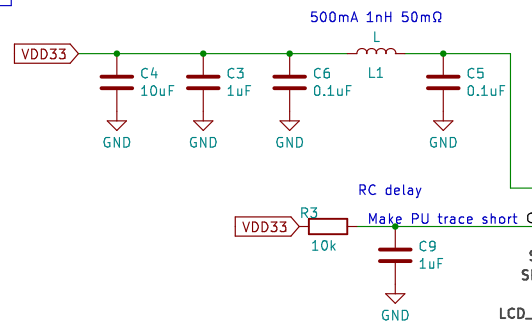 500mA 1nH 50mΩ
L
VDD33
C4
C3
C6
L1
C5
10uF
1uF
0.1uF
0.1uF
GND
GND
GND
GND
RC delay
R3
Make PU trace short
VDD33
10k
C9
1uF
GND
LCD_